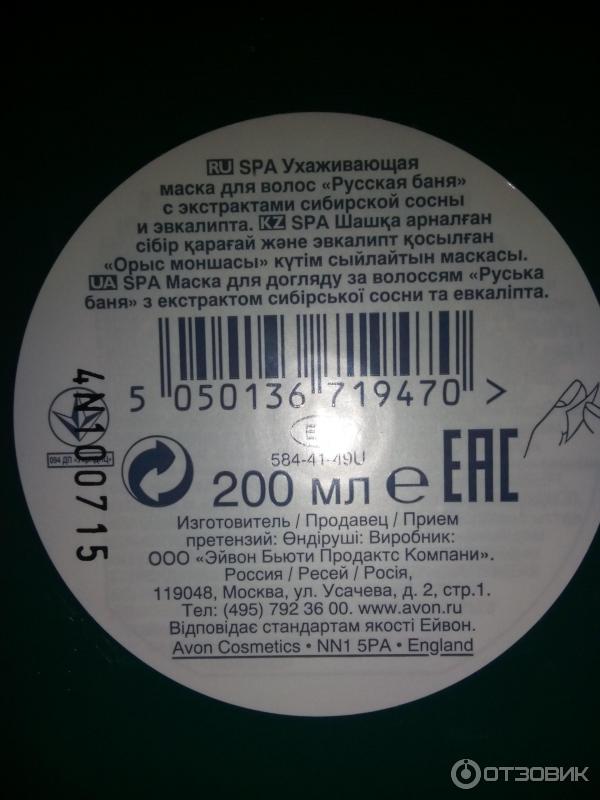 RU SPA Ухаживающая
маска для волос «Русская баня»
с экстрактами сибирской сосны
и эвкалипта. KZ SPA Шашқа арналған
сібір қарағай және эвкалипт қосылған
«Орыс моншасы» күтім сыйлайтын маскасы.
UA SPA Маска для догляду за волоссям «Руська
баня» з екстрактом сибірської сосни та евкаліпта.
5 050136 719470 >
4N100715
584-41-49U
200 мл e EAC
Изготовитель / Продавец / Прием
претензий: Өндіруші: Виробник:
ООО «Эйвон Бьюти Продактс Компани».
Россия / Ресей / Росія,
119048, Москва, ул. Усачева, д. 2, стр.1.
Тел: (495) 792 36 00. www.avon.ru
Відповідає стандартам якості Ейвон.
Avon Cosmetics • NN1 5PA • England
ОТЗОВИК